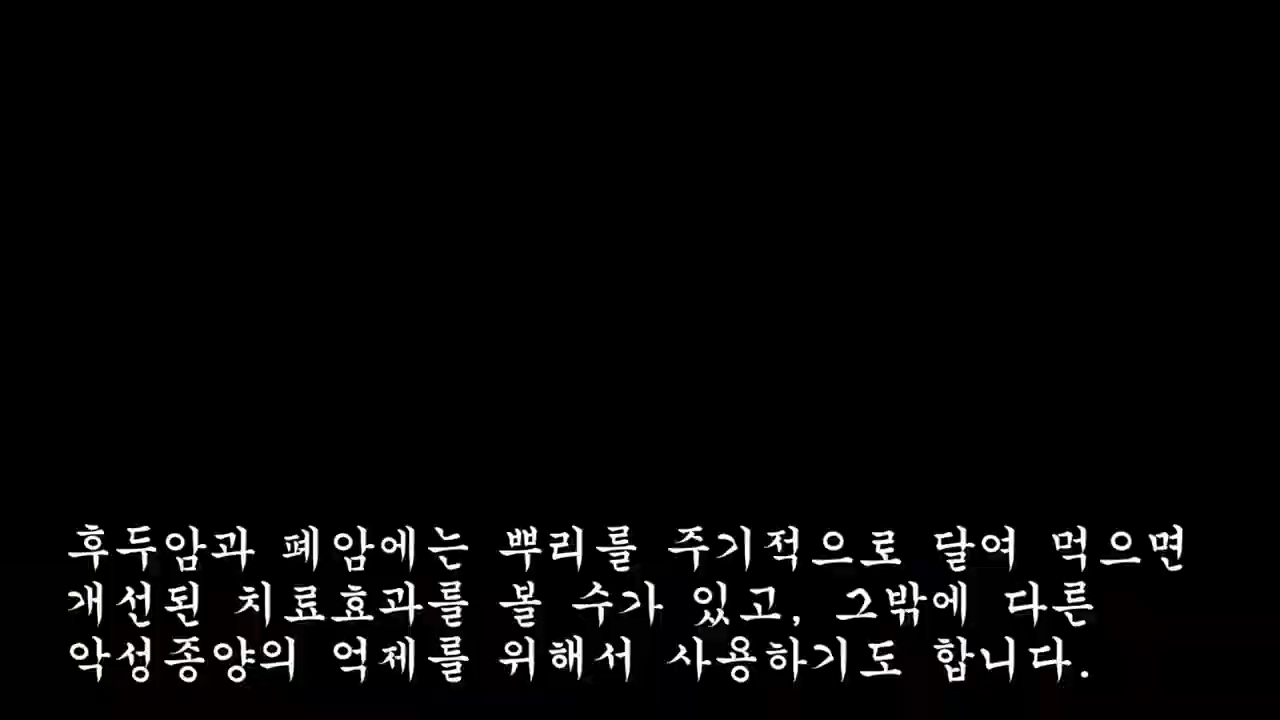 후두암과 폐암에는 뿌리를 주기적으로 달여 먹으면
개선된 치료효과를 볼 수가 있고, 그밖에 다른
악성종양의 억제를 위해서 사용하기도 합니다.